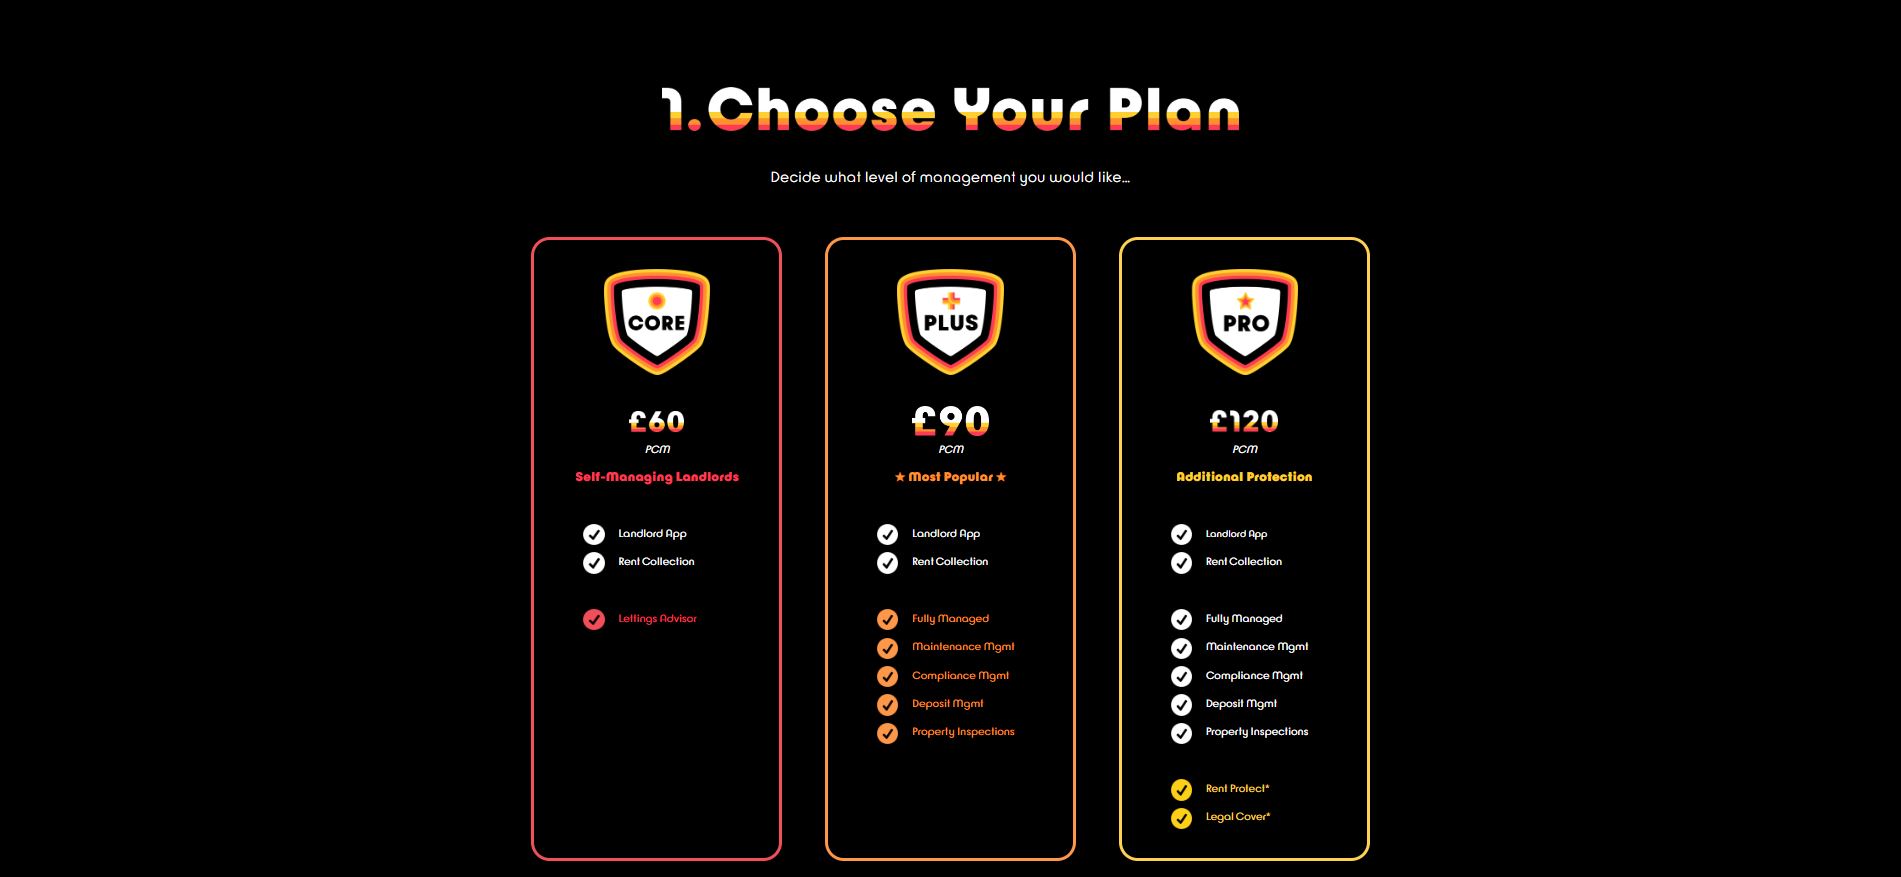 1.Choose Your Plan
Decide what level of management you would like...
CORE
£60
PCM
Self-Managing Landlords
Landlord App
Rent Collection
Lettings Advisor
PLUS
£90
PCM
★ Most Popular ★
Landlord App
Rent Collection
Fully Managed
Maintenance Mgmt
Compliance Mgmt
Deposit Mgmt
Property Inspections
PRO
£120
PCM
Additional Protection
Landlord App
Rent Collection
Fully Managed
Maintenance Mgmt
Compliance Mgmt
Deposit Mgmt
Property Inspections
Rent Protect*
Legal Cover*